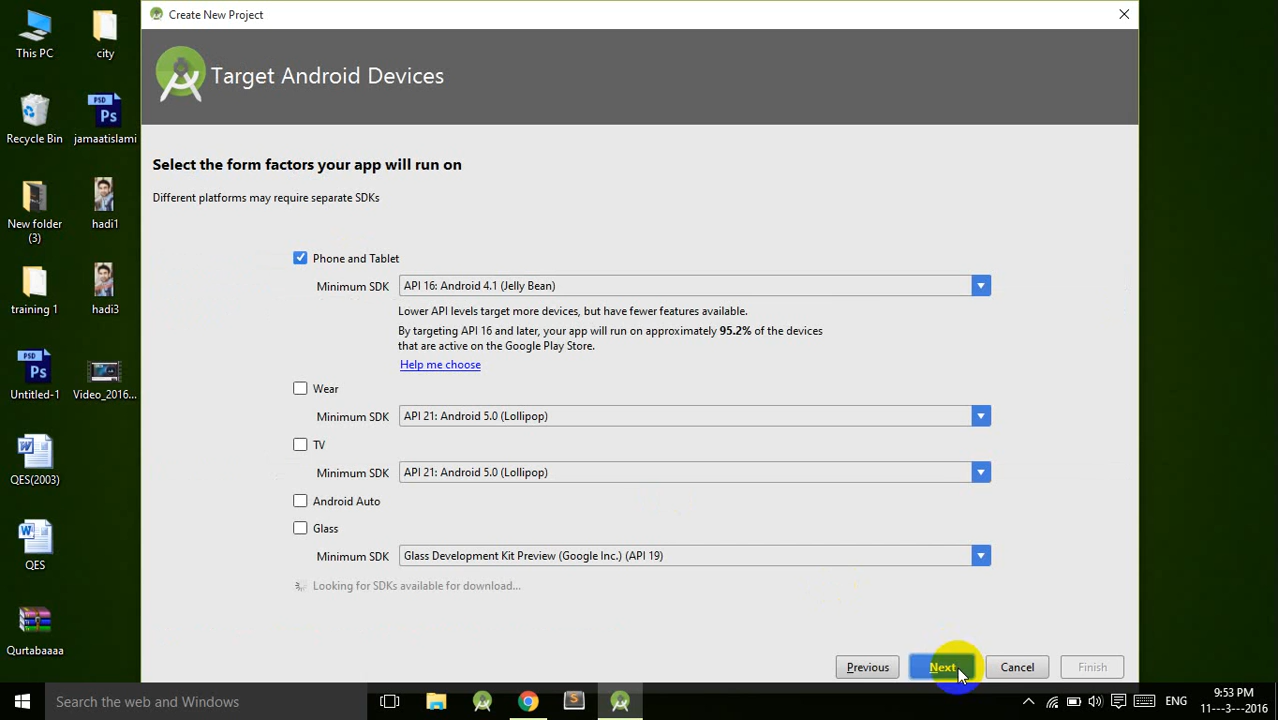 Create New Project
Target Android Devices
Select the form factors your app will run on
Different platforms may require separate SDKs
Phone and Tablet
Minimum SDK
API 16: Android 4.1 (Jelly Bean)
Lower API levels target more devices, but have fewer features available.
By targeting API 16 and later, your app will run on approximately 95.2% of the devices
that are active on the Google Play Store.
Help me choose
Wear
Minimum SDK
API 21: Android 5.0 (Lollipop)
TV
Minimum SDK
API 21: Android 5.0 (Lollipop)
Android Auto
Glass
Minimum SDK
Glass Development Kit Preview (Google Inc.) (API 19)
Looking for SDKs available for download...
Previous
Next
Cancel
Finish
This PC
city
Recycle Bin
PSD
Ps
jamaatislami
New folder
(3)
hadi1
training 1
hadi3
PSD
Ps
Untitled-1
Video_2016...
QES(2003)
QES
Qurtabaaaa
Search the web and Windows
ENG
9:53 PM
11---3---2016